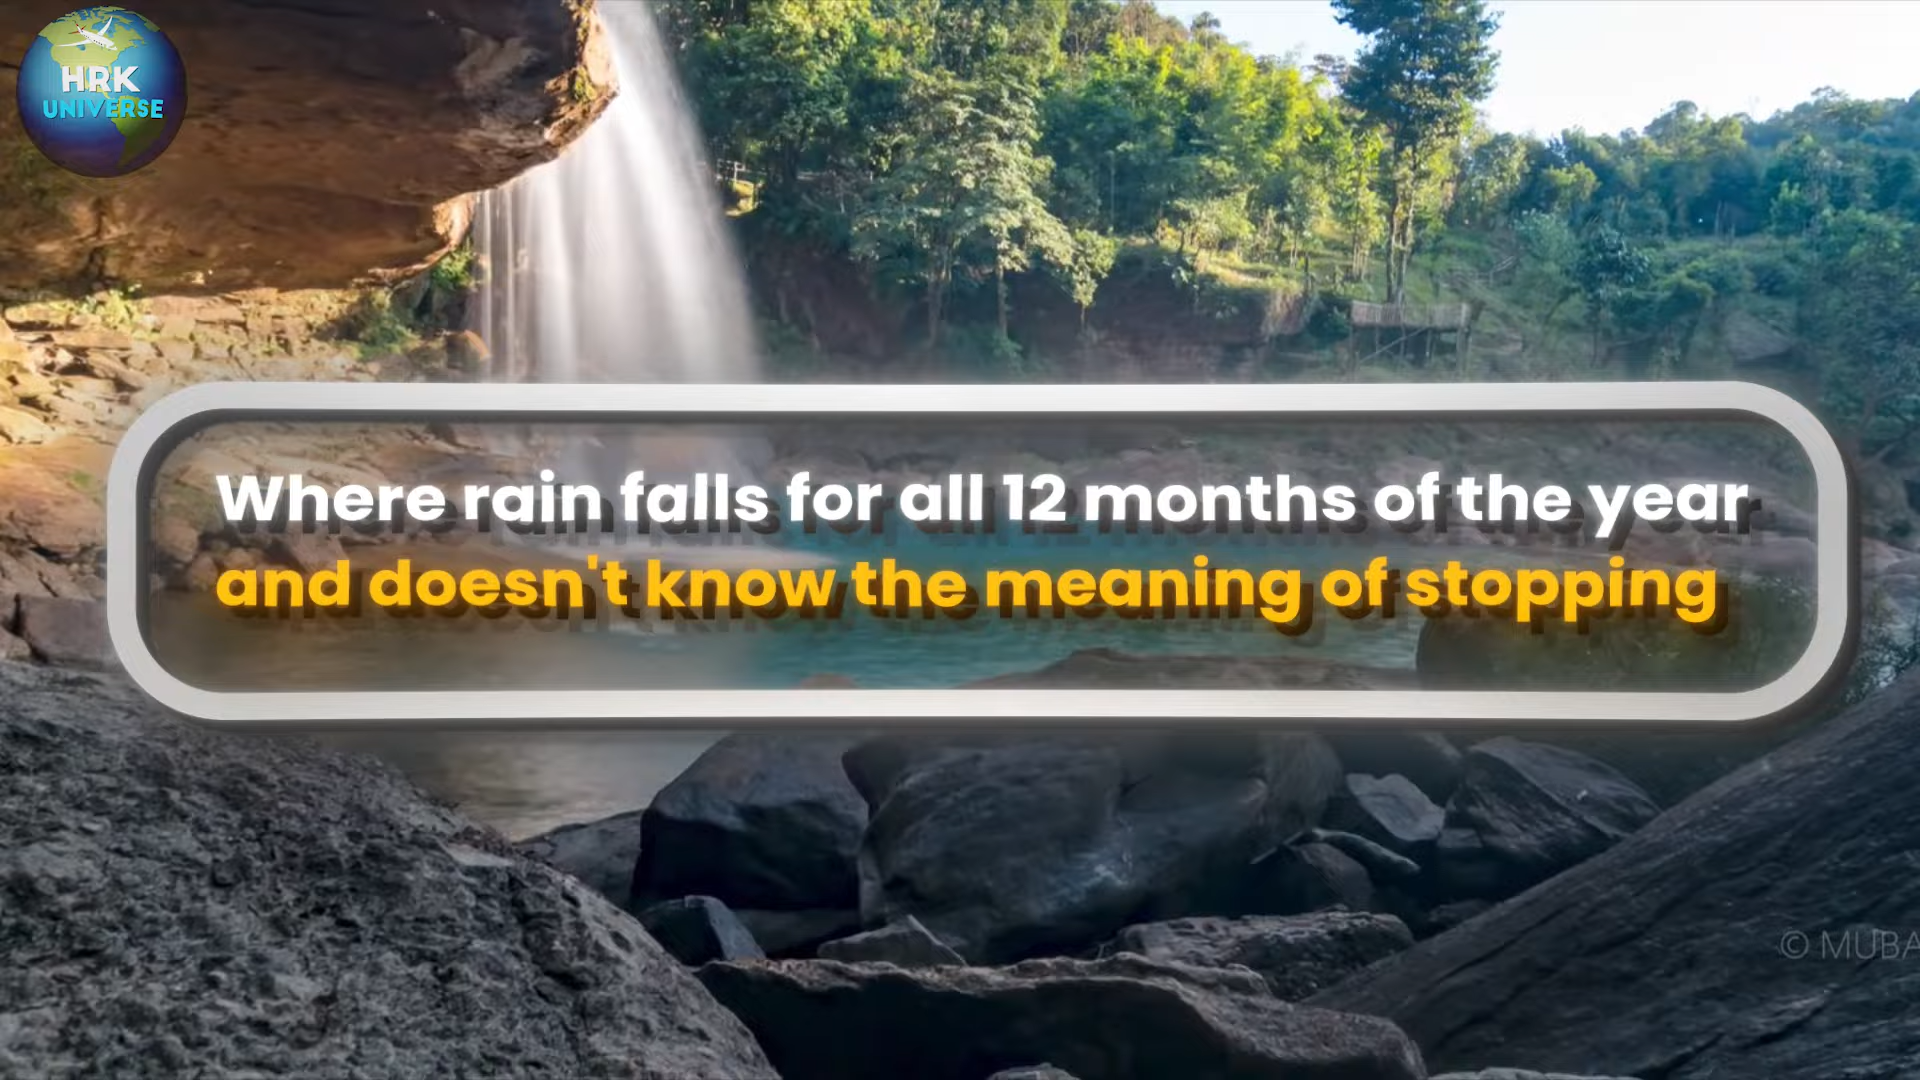 HRK
UNIVERSE
Where rain falls for all 12 months of the year
and doesn't know the meaning of stopping
© MUBA